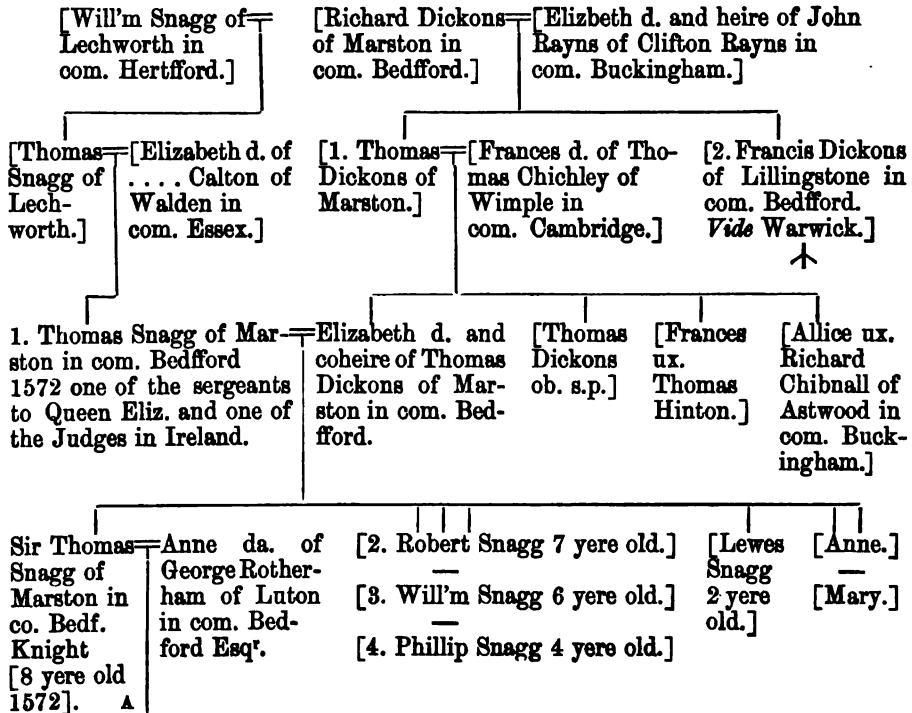 [Will'm Snagg of
Lechworth in
com. Hertfford.]
[Richard Dickons
of Marston in
com. Bedfford.]
[Elizbeth d. and heire of John
Rayns of Clifton Rayns in
com. Buckingham.]
[Thomas
Snagg of
Lech-
worth.]
[Elizabeth d. of
.... Calton of
Walden in
com. Essex.]
[1. Thomas
Dickons of
Marston.]
[Frances d. of Tho-
mas Chichley of
Wimple in
com. Cambridge.]
[2. Francis Dickons
of Lillingstone in
com. Bedfford.
Vide Warwick.]
1. Thomas Snagg of Mar-
ston in com. Bedfford
1572 one of the sergeants
to Queen Eliz. and one of
the Judges in Ireland.
Elizabeth d. and
coheire of Thomas
Dickons of Mar-
ston in com. Bed-
fford.
[Thomas
Dickons
ob. s.p.]
[Frances
ux.
Thomas
Hinton.]
[Allice ux.
Richard
Chibnall of
Astwood in
com. Buck-
ingham.]
Sir Thomas
Snagg of
Marston in
co. Bedf.
Knight
[8 yere old
1572]. A
Anne da. of
George Rother-
ham of Luton
in com. Bed-
ford Esqr.
[2. Robert Snagg 7 yere old.]
[3. Will'm Snagg 6 yere old.]
[4. Phillip Snagg 4 yere old.]
[Lewes
Snagg
2 yere
old.]
[Anne.]
[Mary.]